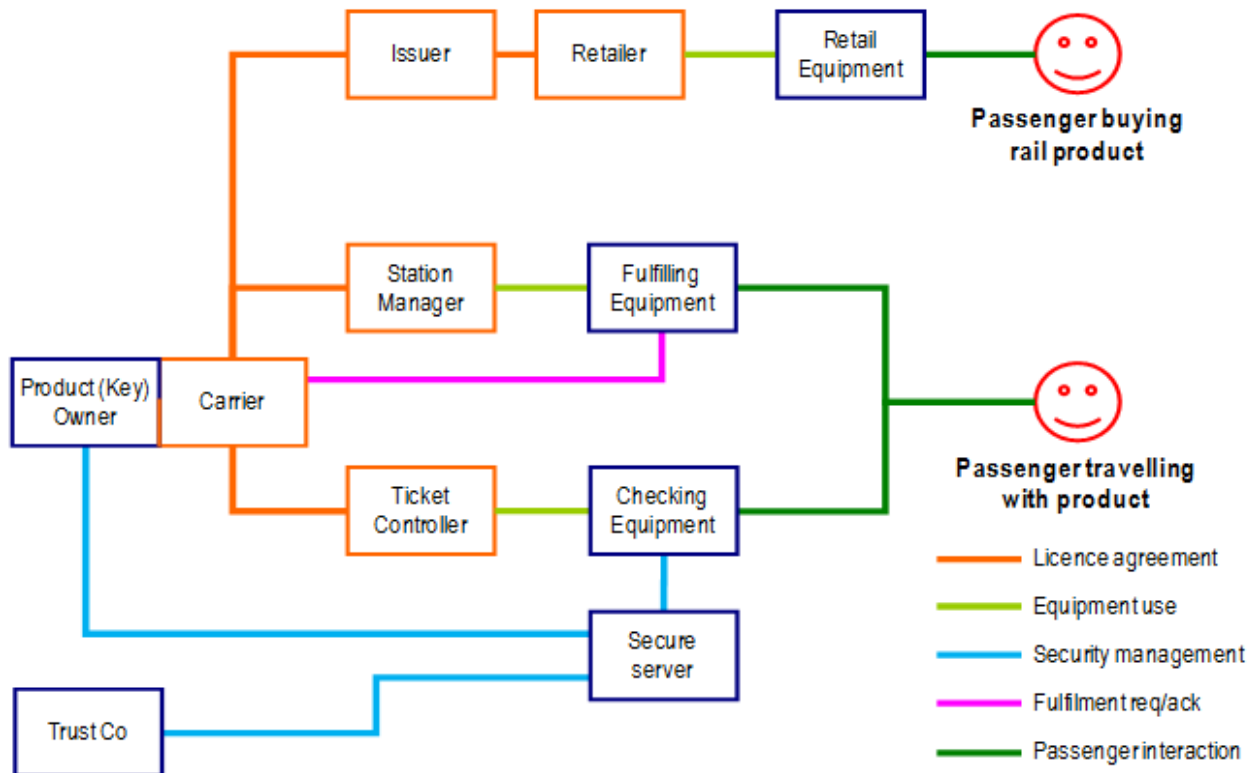 Issuer
Retailer
Retail
Equipment
Passenger buying
rail product
Station
Manager
Fulfilling
Equipment
Product (Key)
Owner
Carrier
Passenger travelling
with product
Ticket
Controller
Checking
Equipment
Licence agreement
Equipment use
Secure
server
Security management
Fulfilment req/ack
Trust Co
Passenger interaction